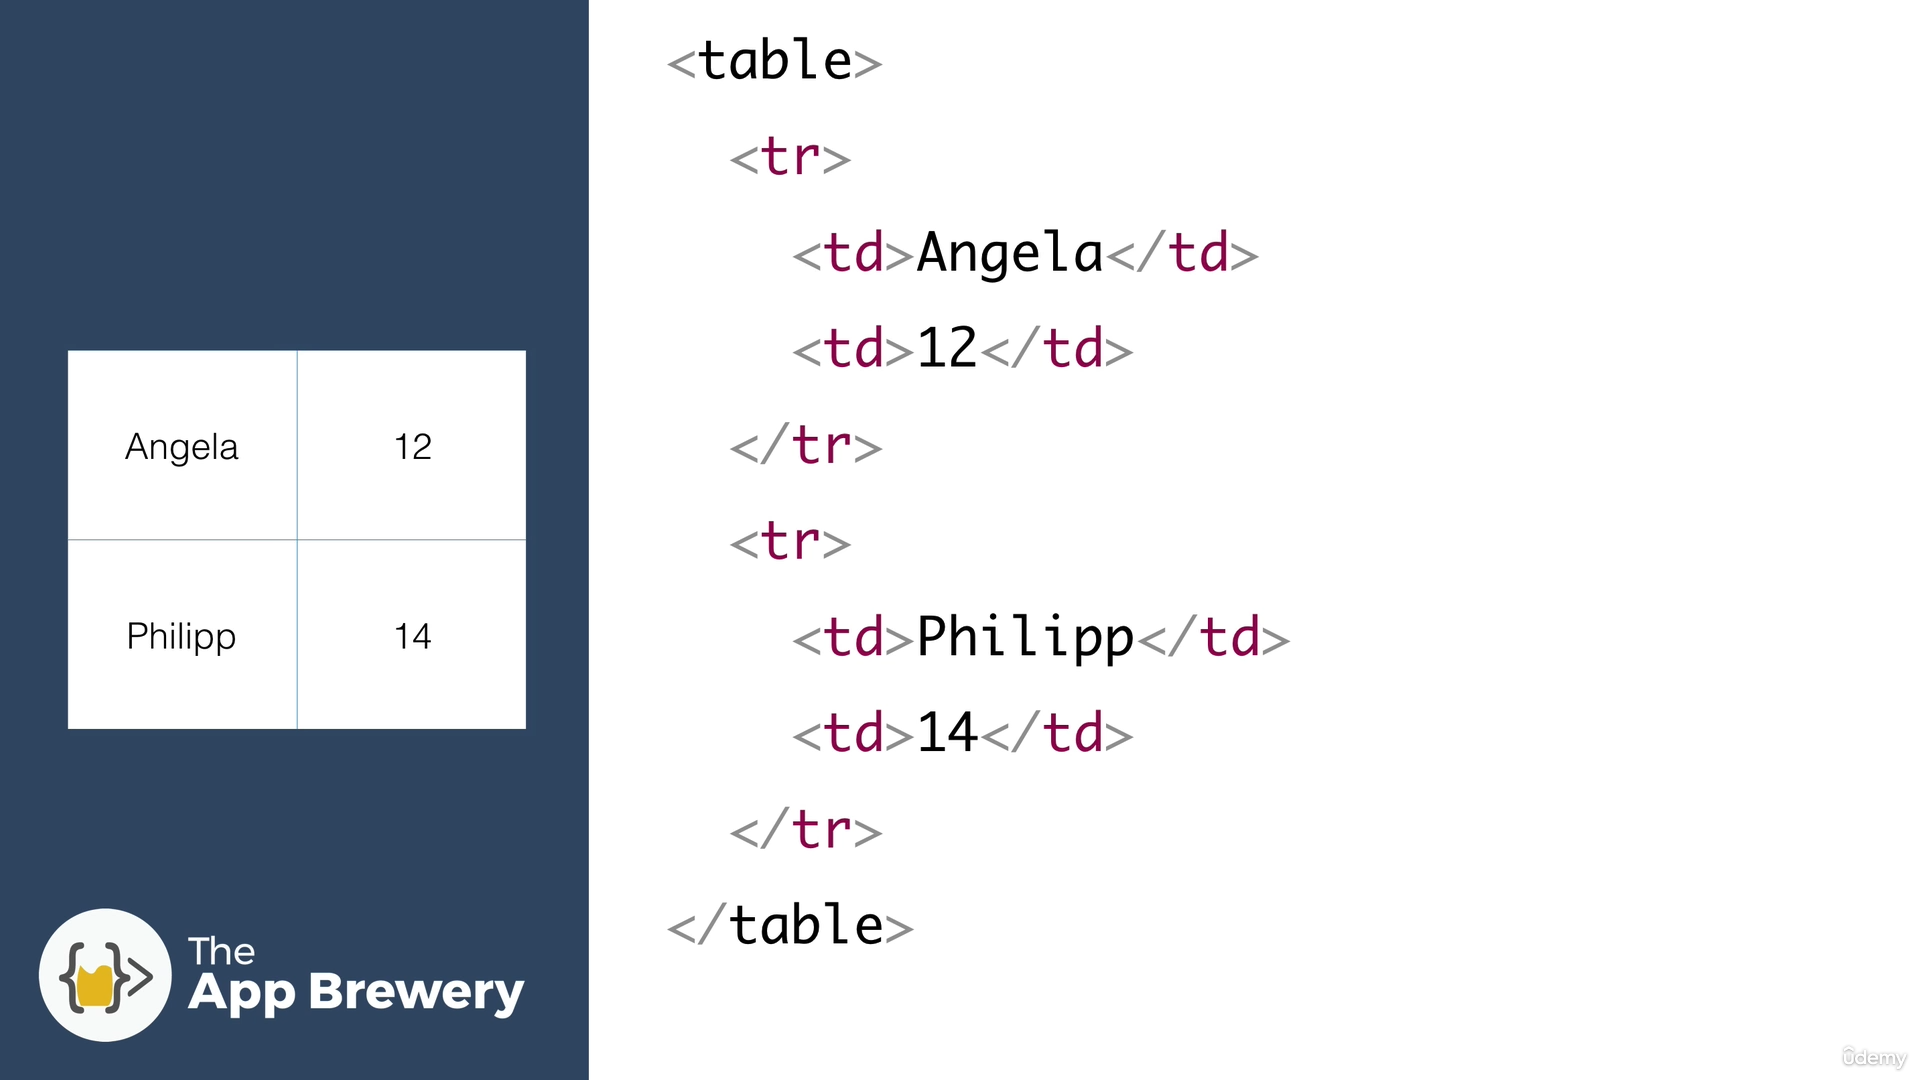 Angela 12
Philipp 14
The
App Brewery
<table>
<tr>
<td>Angela</td>
<td>12</td>
</tr>
<tr>
<td>Philipp</td>
<td>14</td>
</tr>
</table>
ûdemy